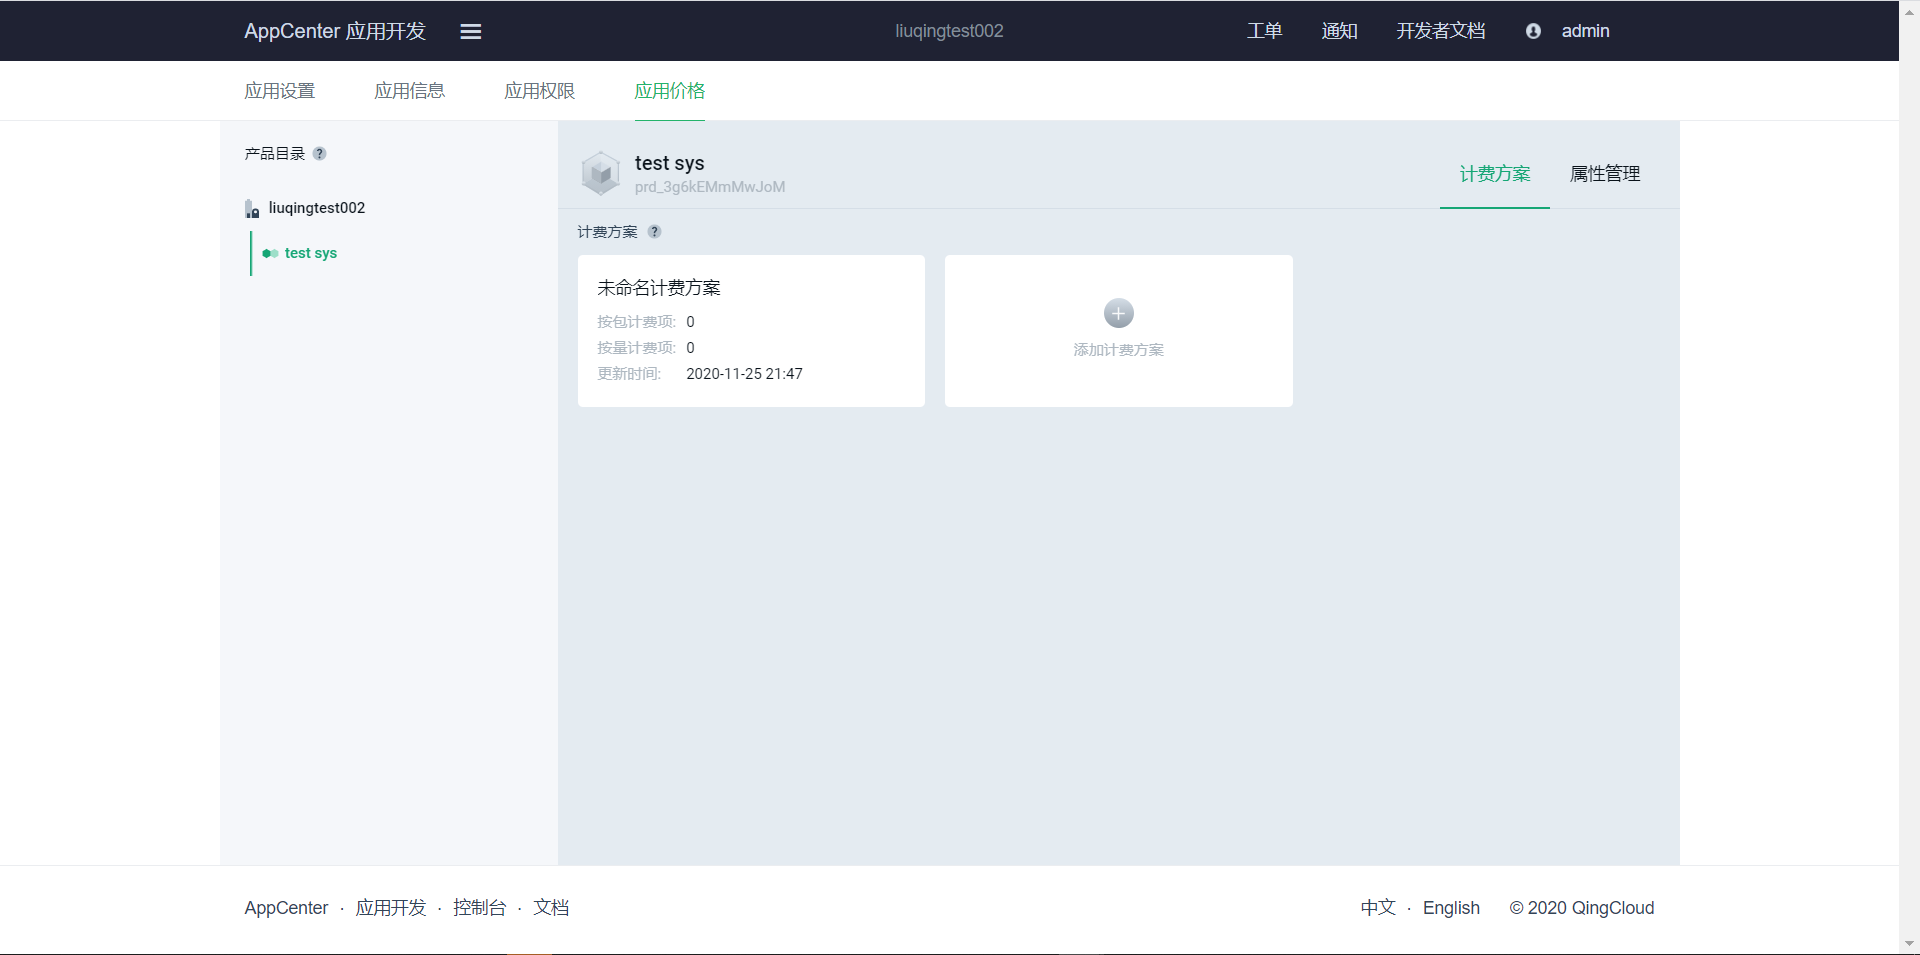 AppCenter 应用开发
liuqingtest002
工单
通知
开发者文档
admin
应用设置
应用信息
应用权限
应用价格
产品目录 ?
liuqingtest002
test sys
test sys
prd_3g6kEMmMwJoM
计费方案
属性管理
计费方案 ?
未命名计费方案
按包计费项: 0
按量计费项: 0
更新时间: 2020-11-25 21:47
添加计费方案
AppCenter · 应用开发 · 控制台 · 文档
中文 · English © 2020 QingCloud